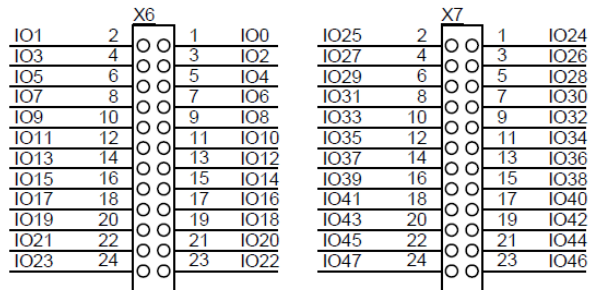 X6 X7
IO1 2 1 IO0 IO25 2 1 IO24
IO3 4 3 IO2 IO27 4 3 IO26
IO5 6 5 IO4 IO29 6 5 IO28
IO7 8 7 IO6 IO31 8 7 IO30
IO9 10 9 IO8 IO33 10 9 IO32
IO11 12 11 IO10 IO35 12 11 IO34
IO13 14 13 IO12 IO37 14 13 IO36
IO15 16 15 IO14 IO39 16 15 IO38
IO17 18 17 IO16 IO41 18 17 IO40
IO19 20 19 IO18 IO43 20 19 IO42
IO21 22 21 IO20 IO45 22 21 IO44
IO23 24 23 IO22 IO47 24 23 IO46